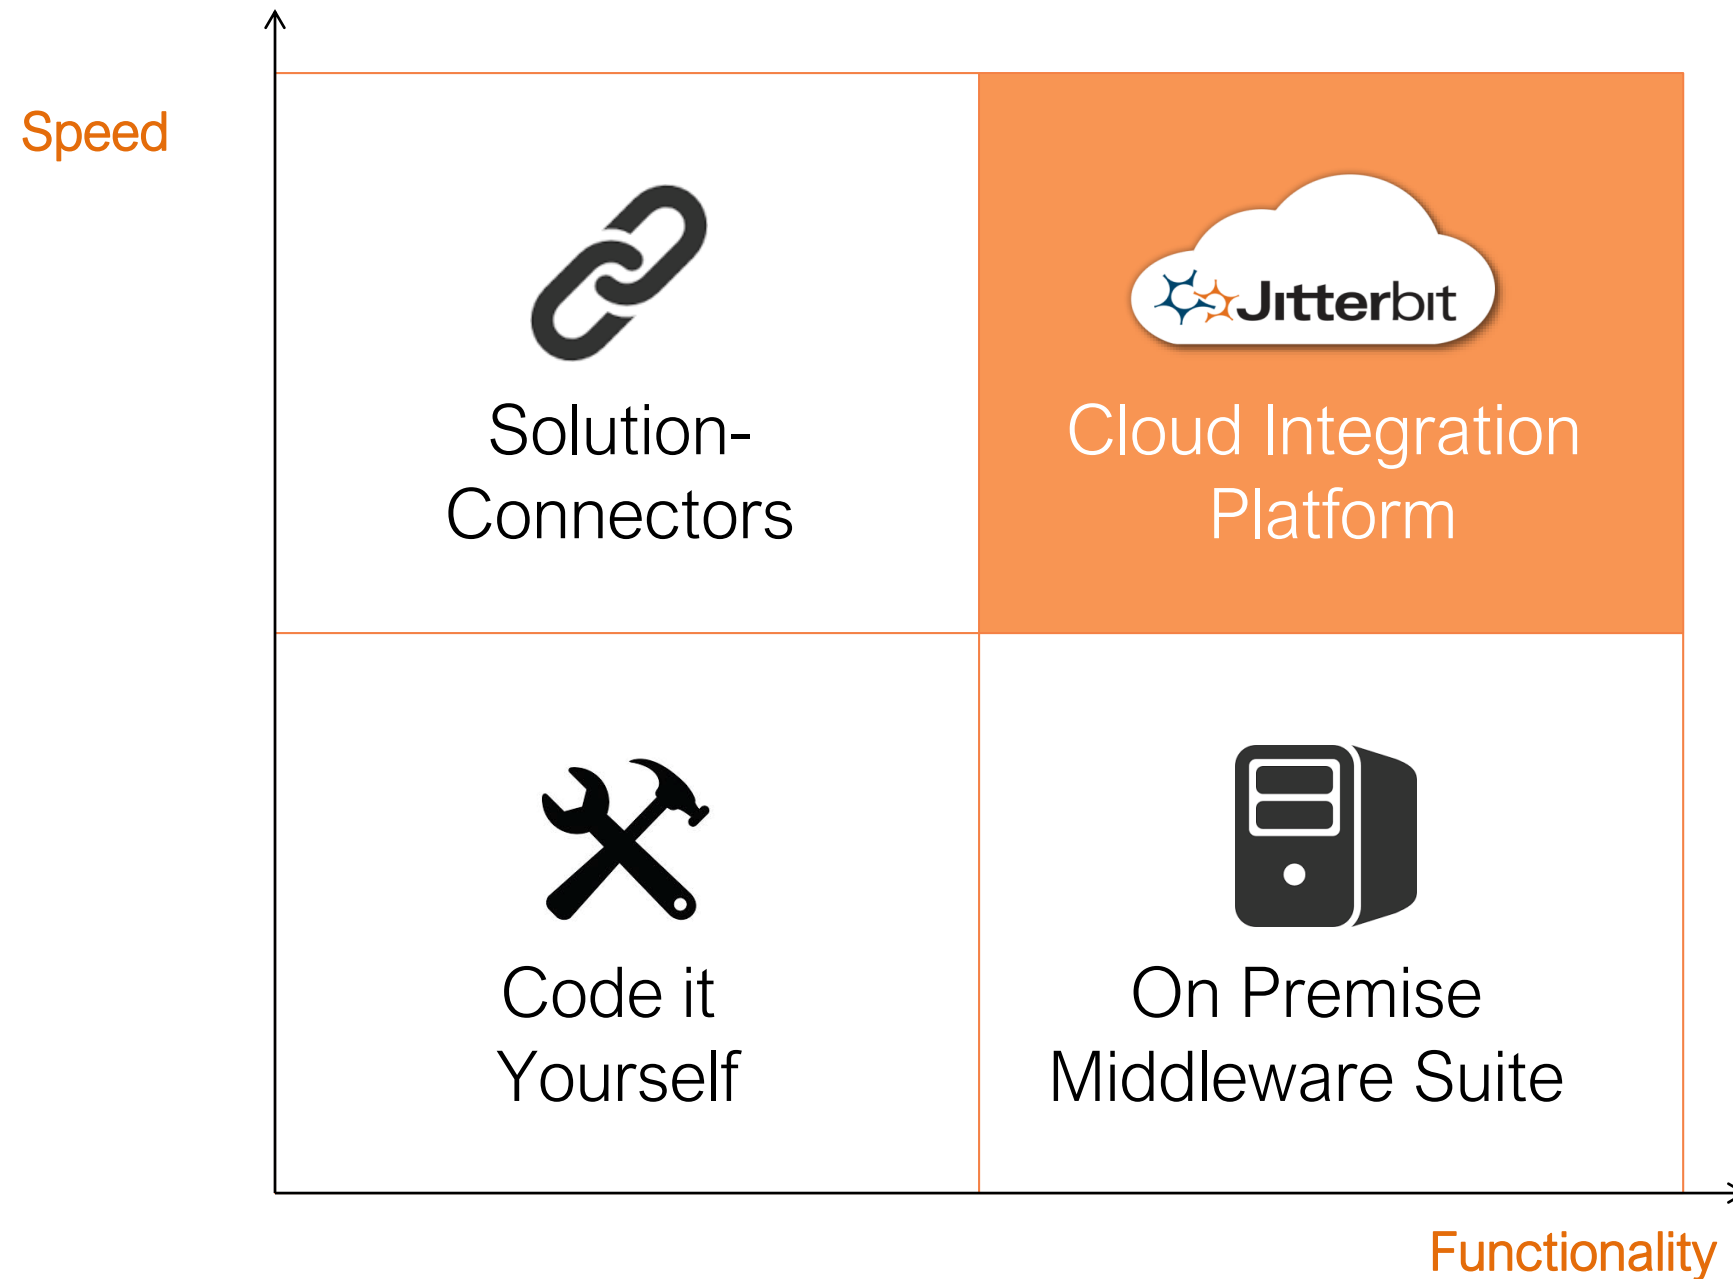 Speed
Jitterbit
Solution-
Connectors
Cloud Integration
Platform
Code it
Yourself
On Premise
Middleware Suite
Functionality